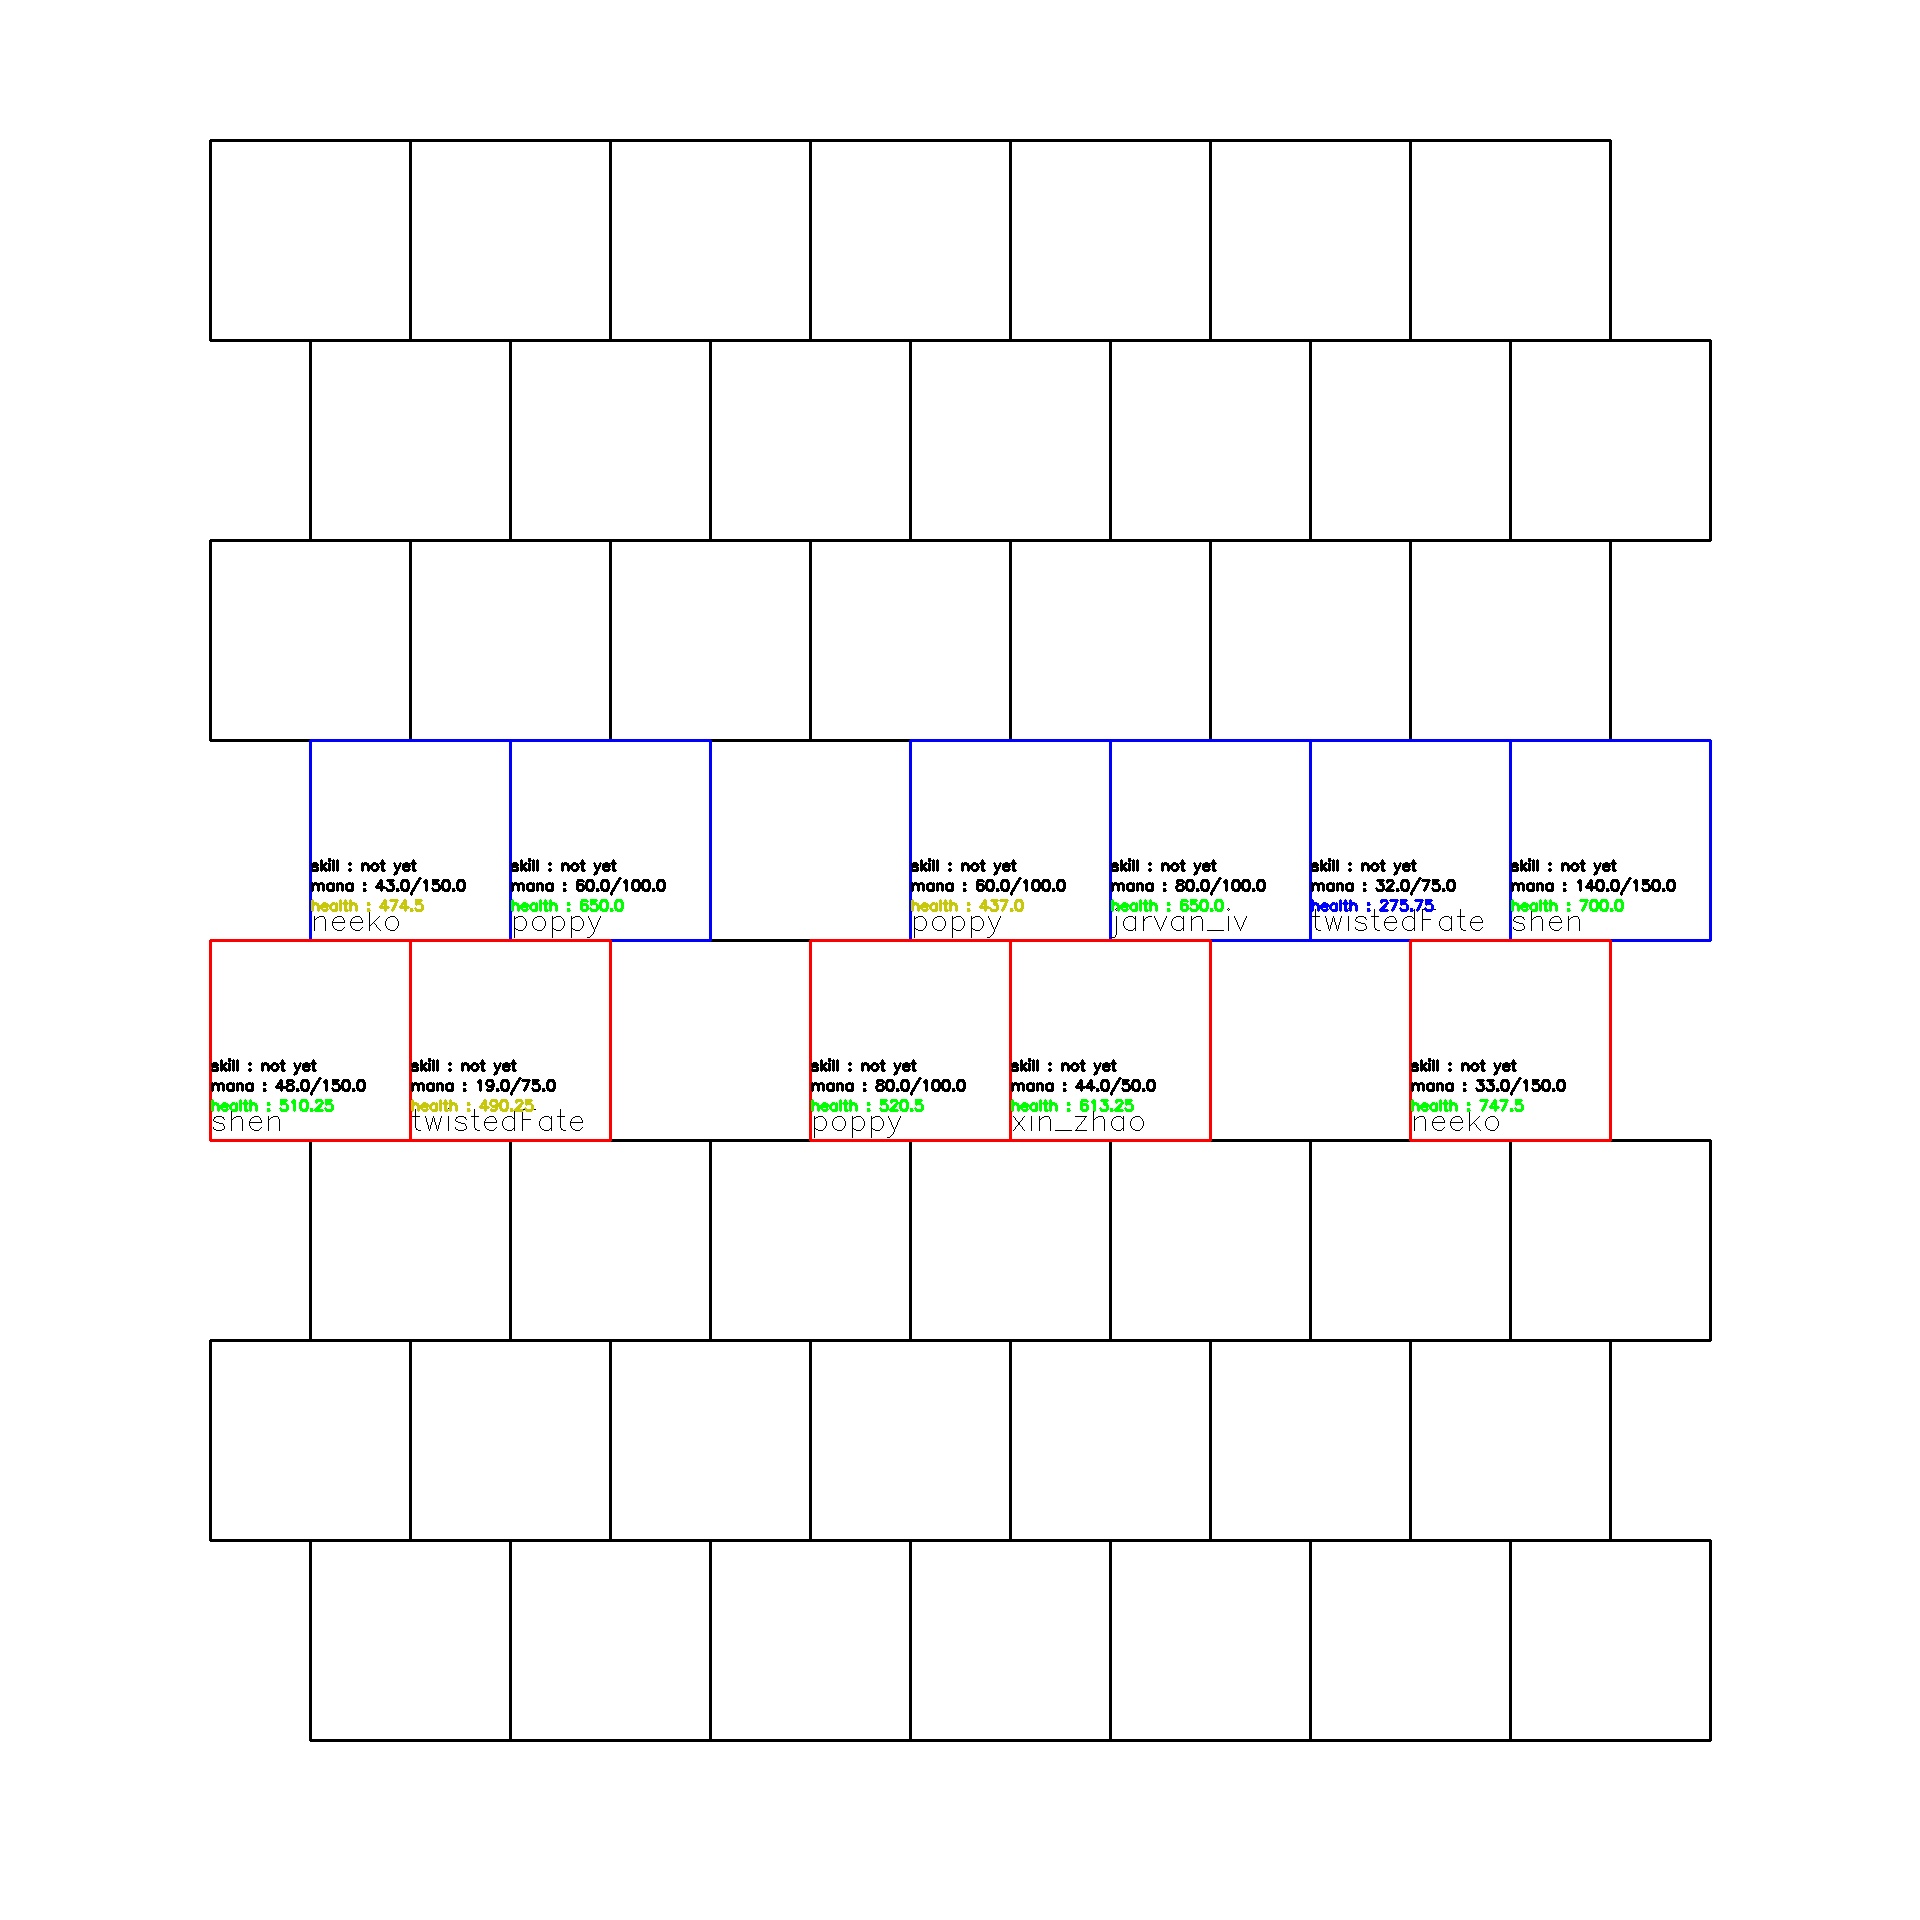 skill : not yet
mana : 43.0/150.0
health : 474.5
neeko
skill : not yet
mana : 60.0/100.0
health : 650.0
poppy
skill : not yet
mana : 60.0/100.0
health : 437.0
poppy
skill : not yet
mana : 80.0/100.0
health : 650.0
jarvan_iv
skill : not yet
mana : 32.0/75.0
health : 275.75
twistedFate
skill : not yet
mana : 140.0/150.0
health : 700.0
shen
skill : not yet
mana : 48.0/150.0
health : 510.25
shen
skill : not yet
mana : 19.0/75.0
health : 490.25
twistedFate
skill : not yet
mana : 80.0/100.0
health : 520.5
poppy
skill : not yet
mana : 44.0/50.0
health : 613.25
xin_zhao
skill : not yet
mana : 33.0/150.0
health : 747.5
neeko